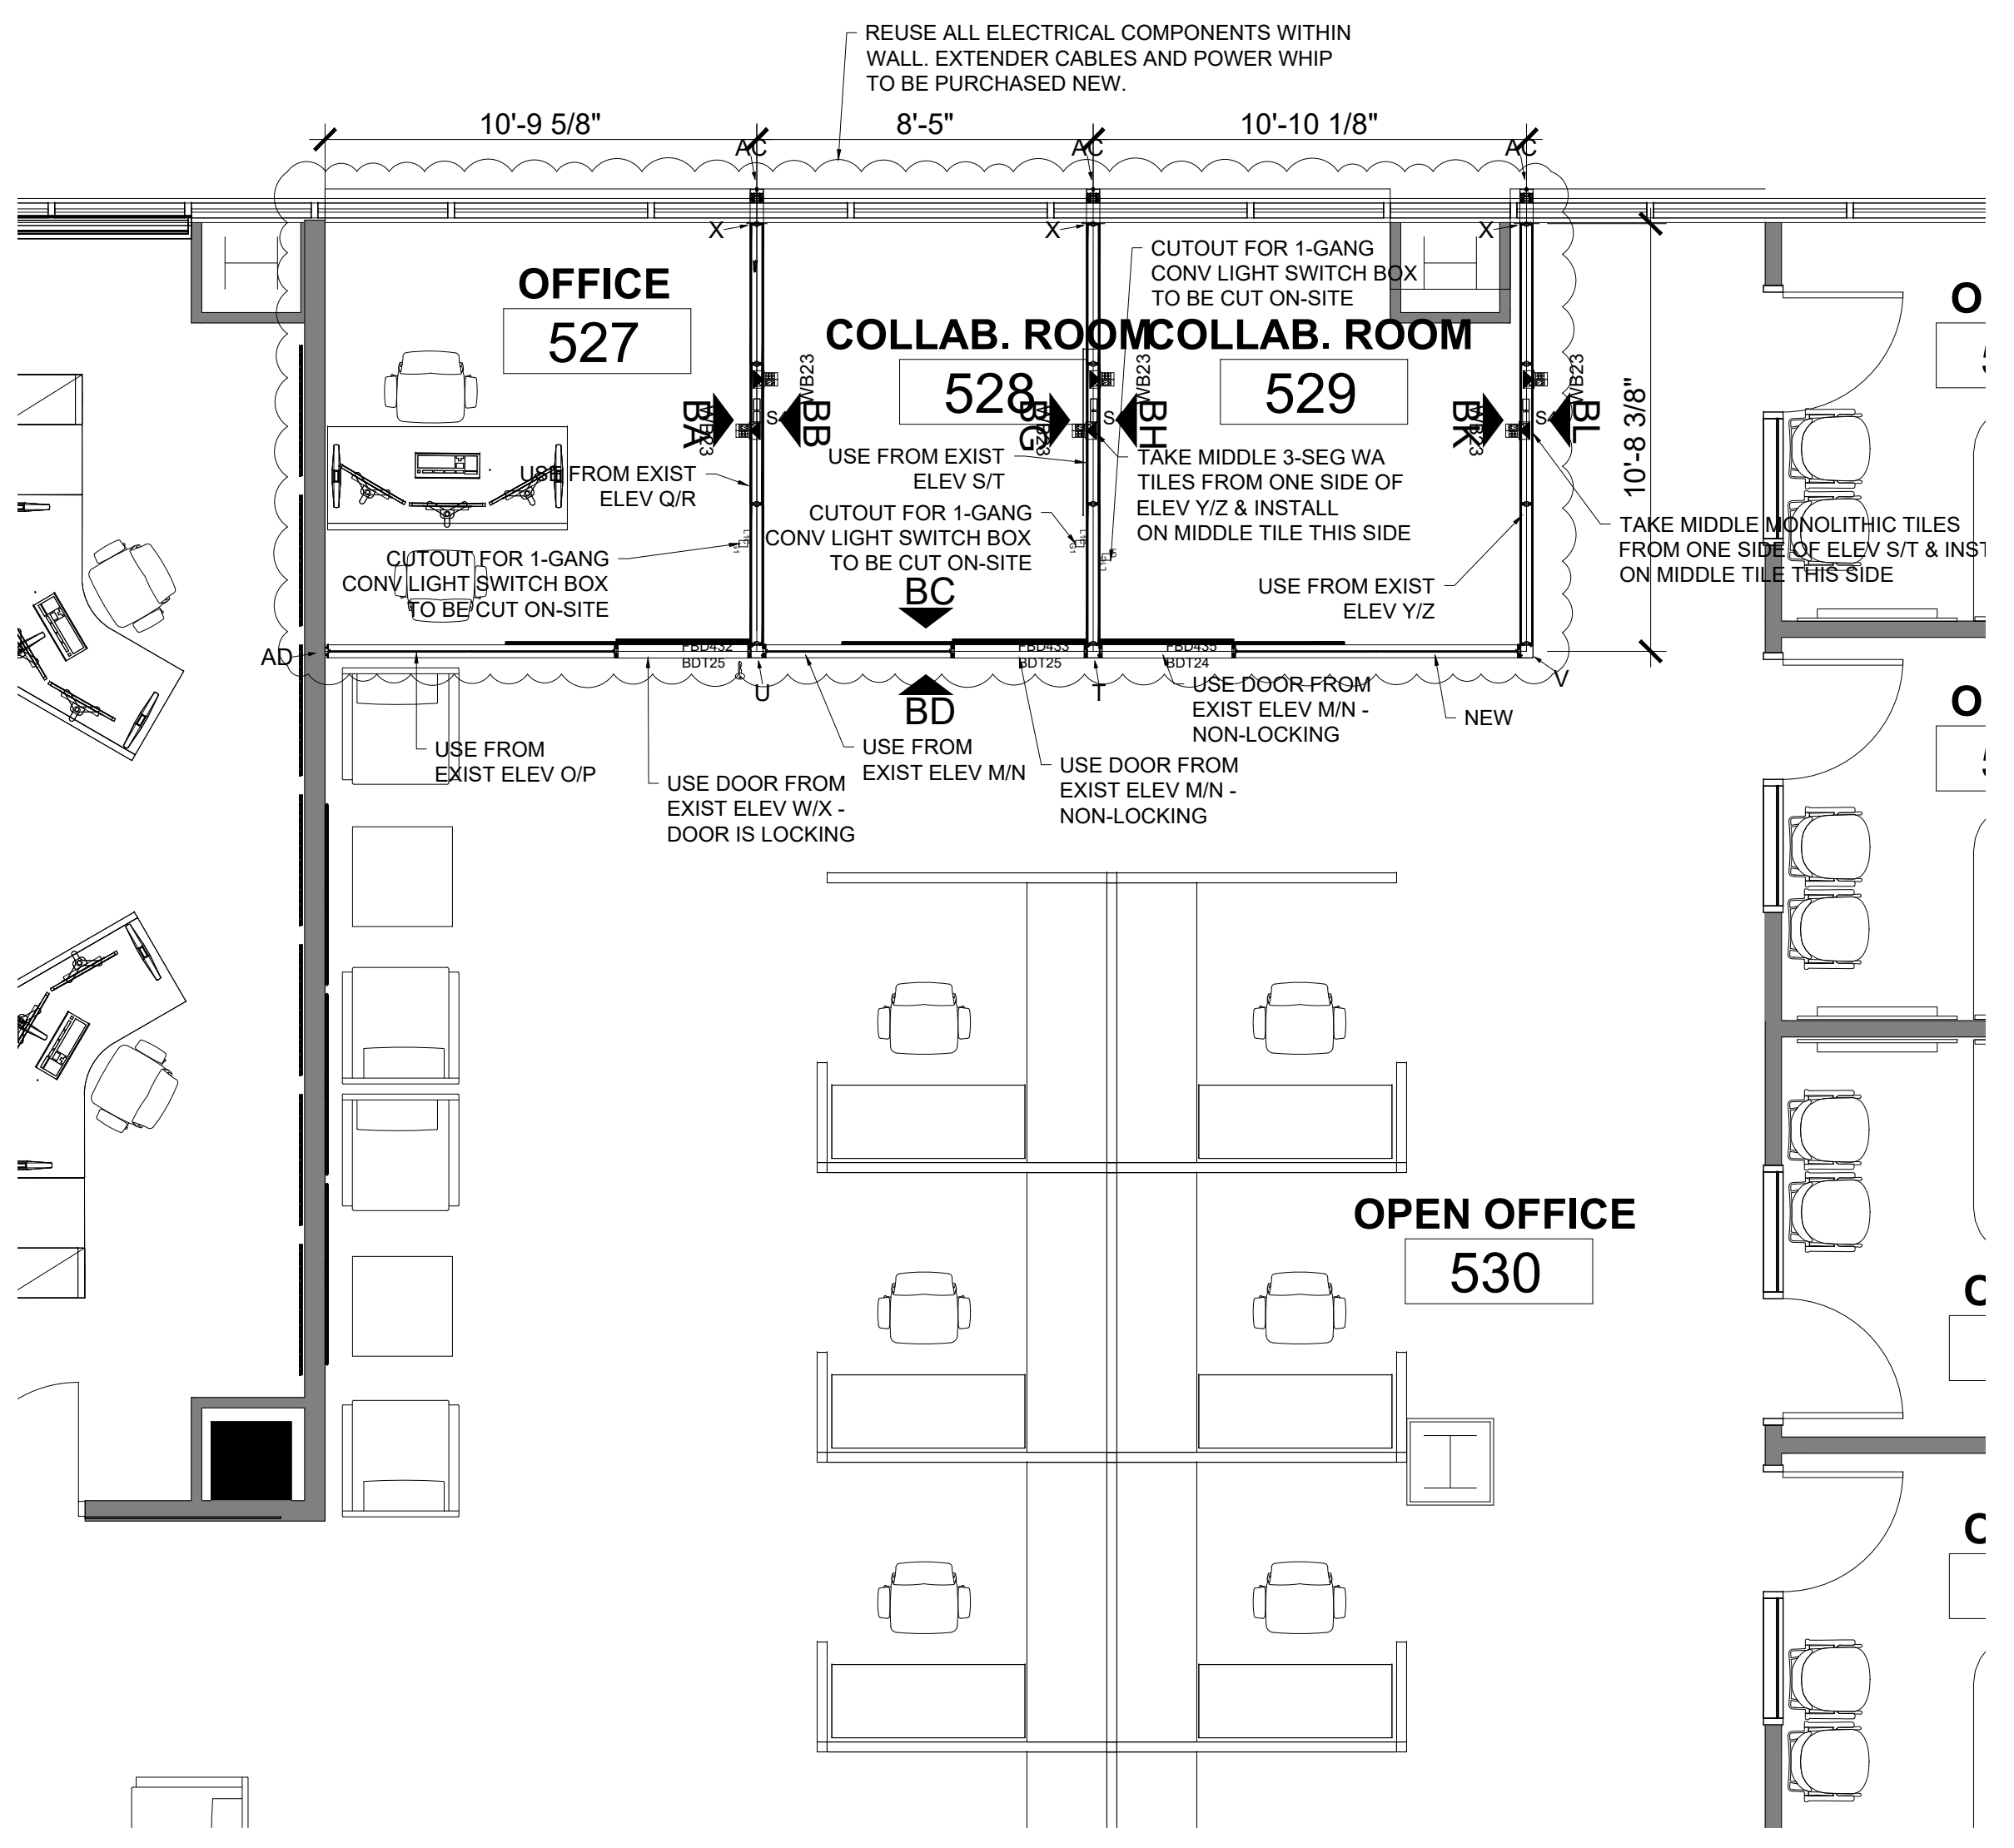 REUSE ALL ELECTRICAL COMPONENTS WITHIN
WALL. EXTENDER CABLES AND POWER WHIP
TO BE PURCHASED NEW.
10'-9 5/8"
8'-5"
10'-10 1/8"
AC
AC
AC
X
X
X
CUTOUT FOR 1-GANG
CONV LIGHT SWITCH BOX
TO BE CUT ON-SITE
OFFICE
527
COLLAB. ROOM
528
COLLAB. ROOM
529
10'-8 3/8"
WB23
WB23
WB23
WB23
WB23
WB23
BA
BB
BG
BH
BK
BL
S
S
S
USE FROM EXIST
ELEV Q/R
USE FROM EXIST
ELEV S/T
TAKE MIDDLE 3-SEG WA
TILES FROM ONE SIDE OF
ELEV Y/Z & INSTALL
ON MIDDLE TILE THIS SIDE
CUTOUT FOR 1-GANG
CONV LIGHT SWITCH BOX
TO BE CUT ON-SITE
CUTOUT FOR 1-GANG
CONV LIGHT SWITCH BOX
TO BE CUT ON-SITE
TAKE MIDDLE MONOLITHIC TILES
FROM ONE SIDE OF ELEV S/T & INST
ON MIDDLE TILE THIS SIDE
USE FROM EXIST
ELEV Y/Z
BC
AD
FBD432
BDT25
FBD433
BDT25
FBD435
BDT24
U
T
V
BD
USE DOOR FROM
EXIST ELEV M/N -
NON-LOCKING
NEW
USE FROM
EXIST ELEV O/P
USE FROM
EXIST ELEV M/N
USE DOOR FROM
EXIST ELEV W/X -
DOOR IS LOCKING
USE DOOR FROM
EXIST ELEV M/N -
NON-LOCKING
OPEN OFFICE
530
O
O